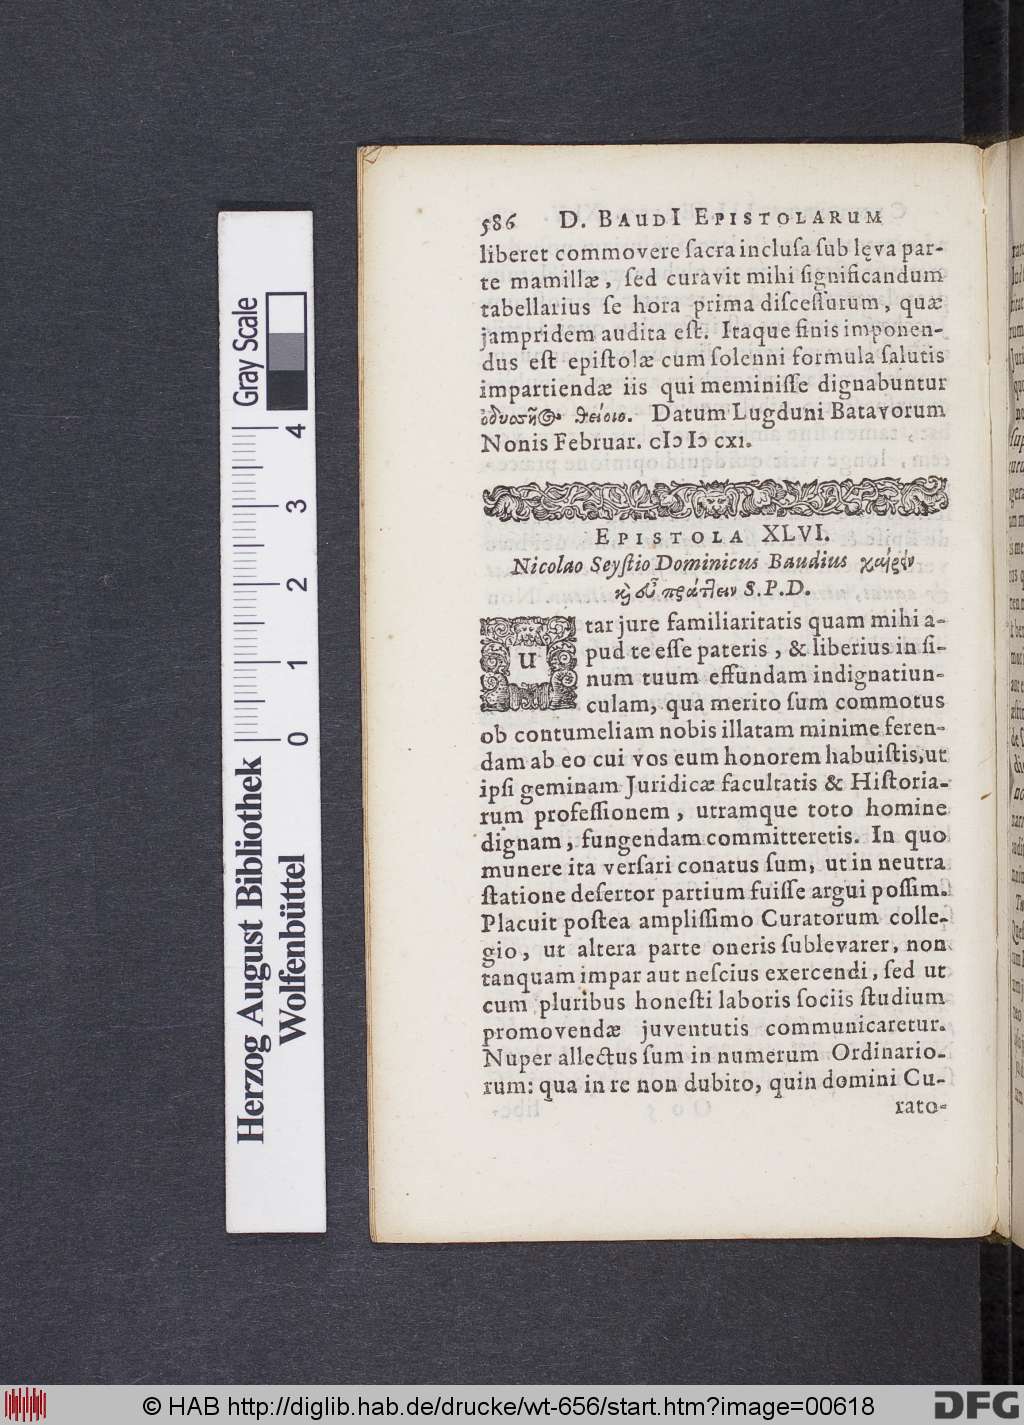 586 D. BAUDI EPISTOLARUM
liberet commovere sacra inclusa sub lęva par-
te mamillæ, sed curavit mihi significandum
tabellarius se hora prima discessurum, quæ
jampridem audita est. Itaque finis imponen-
dus est epistolæ cum solenni formula salutis
impartiendæ iis qui meminisse dignabuntur
ὀδυσσῆος θείοιο. Datum Lugduni Batavorum
Nonis Februar. cIↄ Iↄ cxi.
EPISTOLA XLVI.
Nicolao Seystio Dominicus Baudius χαίρειν
καὶ εὖ πράττειν S.P.D.
Utar jure familiaritatis quam mihi a-
pud te esse pateris, & liberius in si-
num tuum effundam indignatiun-
culam, qua merito sum commotus
ob contumeliam nobis illatam minime feren-
dam ab eo cui vos eum honorem habuistis, ut
ipsi geminam Juridicæ facultatis & Historia-
rum professionem, utramque toto homine
dignam, fungendam committeretis. In quo
munere ita versari conatus sum, ut in neutra
statione desertor partium fuisse argui possim.
Placuit postea amplissimo Curatorum colle-
gio, ut altera parte oneris sublevarer, non
tanquam impar aut nescius exercendi, sed ut
cum pluribus honesti laboris sociis studium
promovendæ juventutis communicaretur.
Nuper allectus sum in numerum Ordinario-
rum: qua in re non dubito, quin domini Cu-
rato-
Gray Scale
4
3
2
1
0
Herzog August Bibliothek
Wolfenbüttel
© HAB http://diglib.hab.de/drucke/wt-656/start.htm?image=00618
DFG